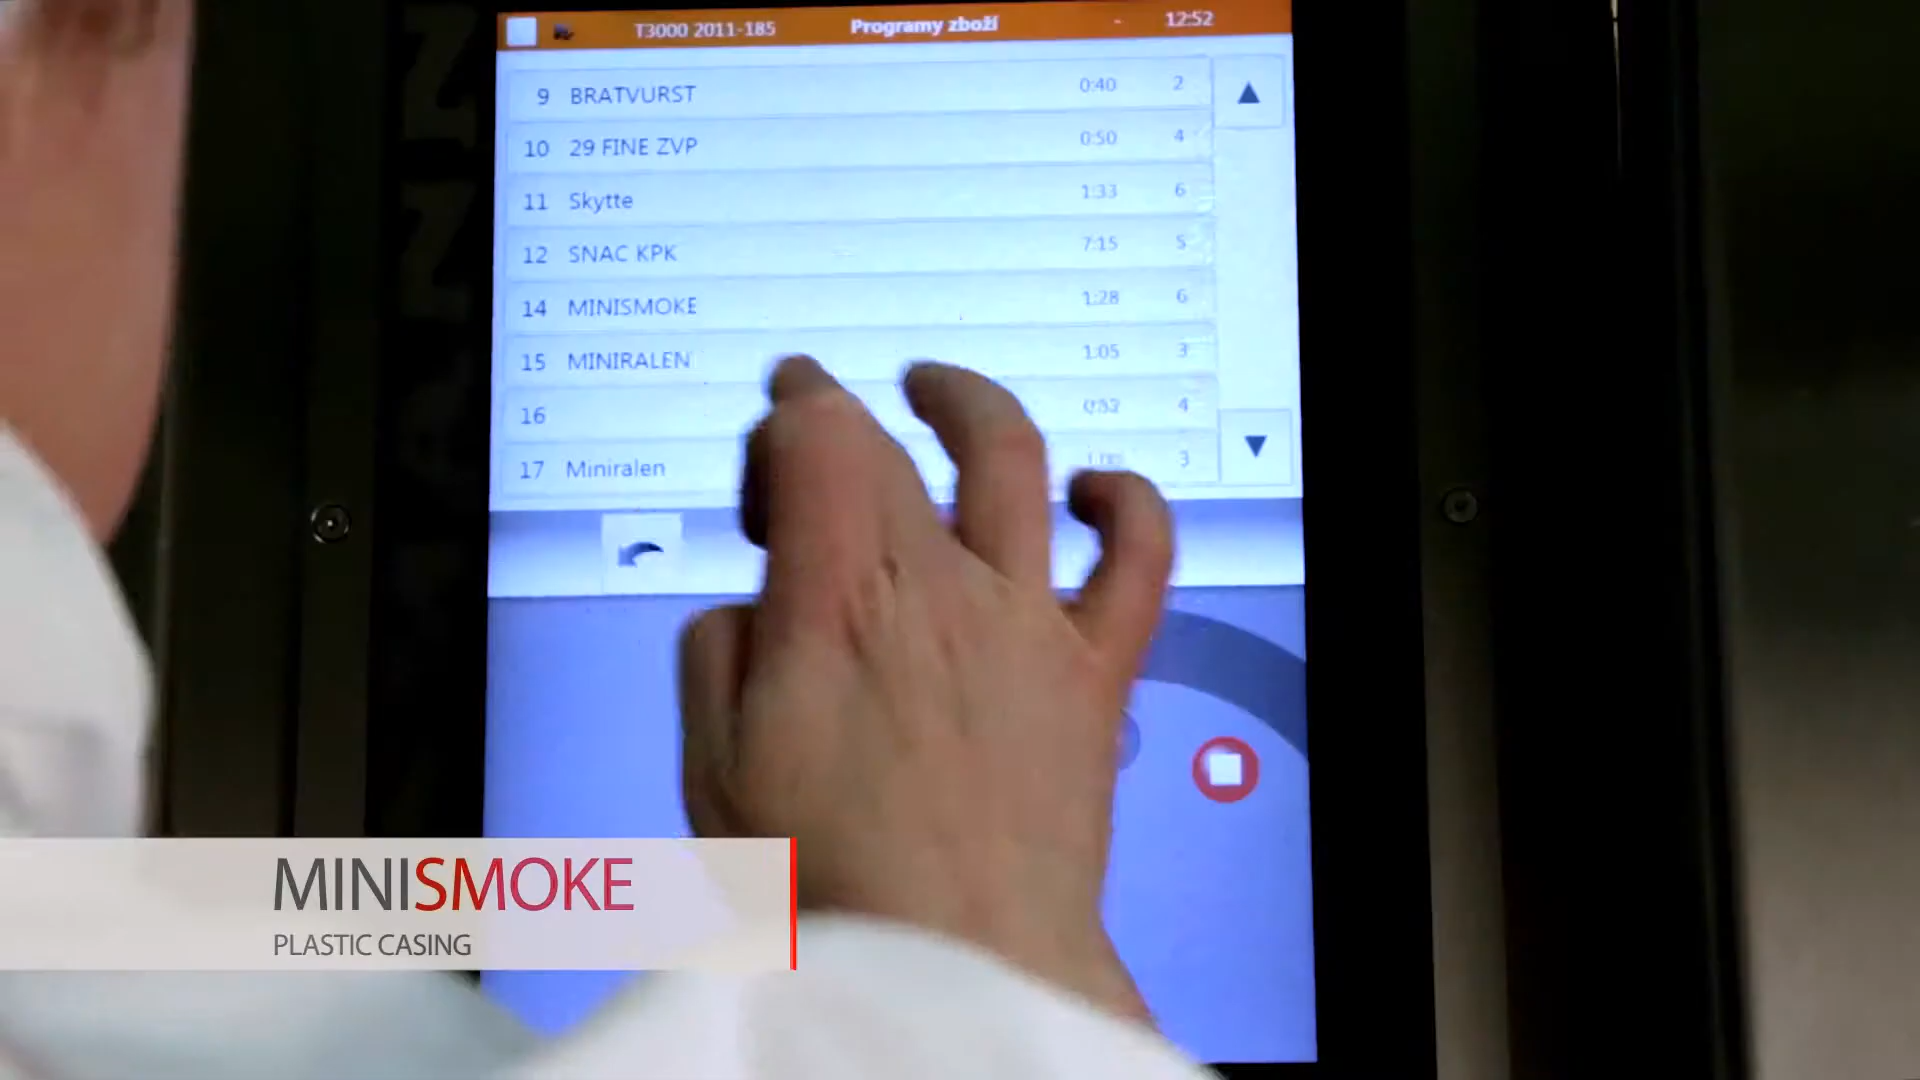 T3000 2011-185 Programy zboží - 12:52
9 BRATVURST 0:40 2
10 29 FINE ZVP 0:50 4
11 Skytte 1:33 6
12 SNAC KPK 7:15 5
14 MINISMOKE 1:28 6
15 MINIRALEN 1:05 3
16 0:52 4
17 Miniralen 3
MINISMOKE
PLASTIC CASING